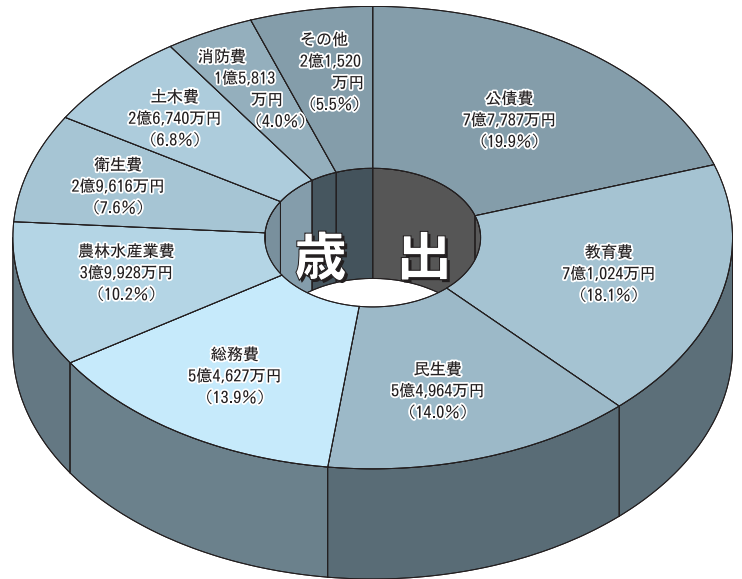 歳出
公債費
7億7,787万円
（19.9％）
教育費
7億1,024万円
（18.1％）
民生費
5億4,964万円
（14.0％）
総務費
5億4,627万円
（13.9％）
農林水産業費
3億9,928万円
（10.2％）
衛生費
2億9,616万円
（7.6％）
土木費
2億6,740万円
（6.8％）
消防費
1億5,813
万円
（4.0％）
その他
2億1,520
万円
（5.5％）